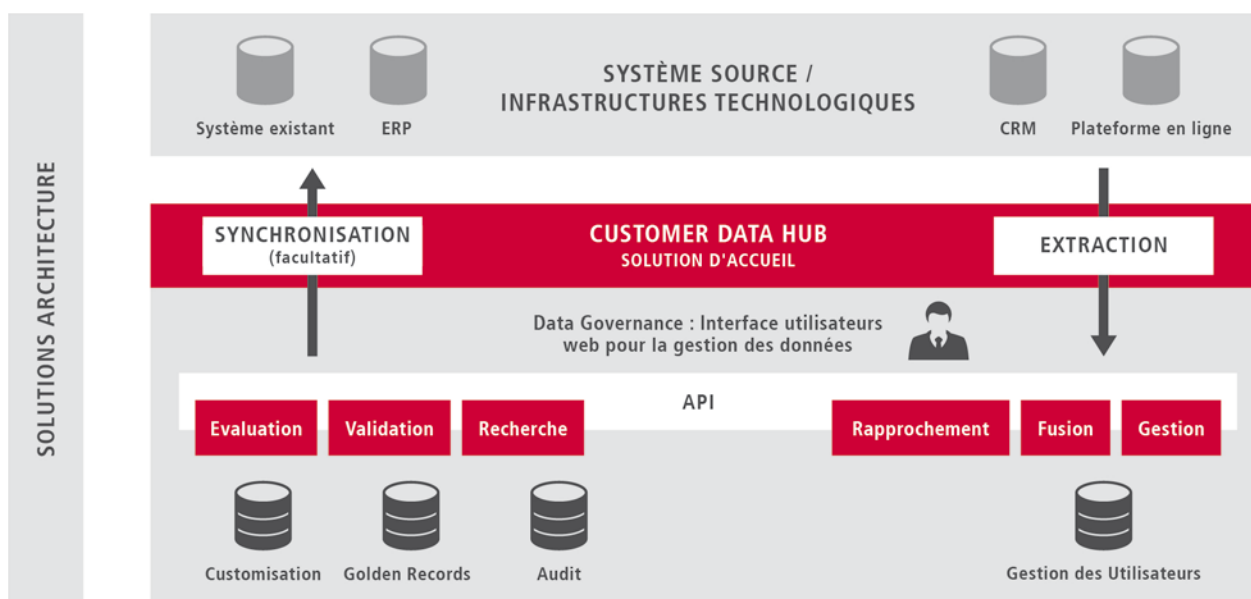 SOLUTIONS ARCHITECTURE
SYSTÈME SOURCE /
INFRASTRUCTURES TECHNOLOGIQUES
Système existant
ERP
CRM
Plateforme en ligne
SYNCHRONISATION
(facultatif)
CUSTOMER DATA HUB
SOLUTION D'ACCUEIL
EXTRACTION
Data Governance : Interface utilisateurs
web pour la gestion des données
API
Evaluation
Validation
Recherche
Rapprochement
Fusion
Gestion
Customisation
Golden Records
Audit
Gestion des Utilisateurs